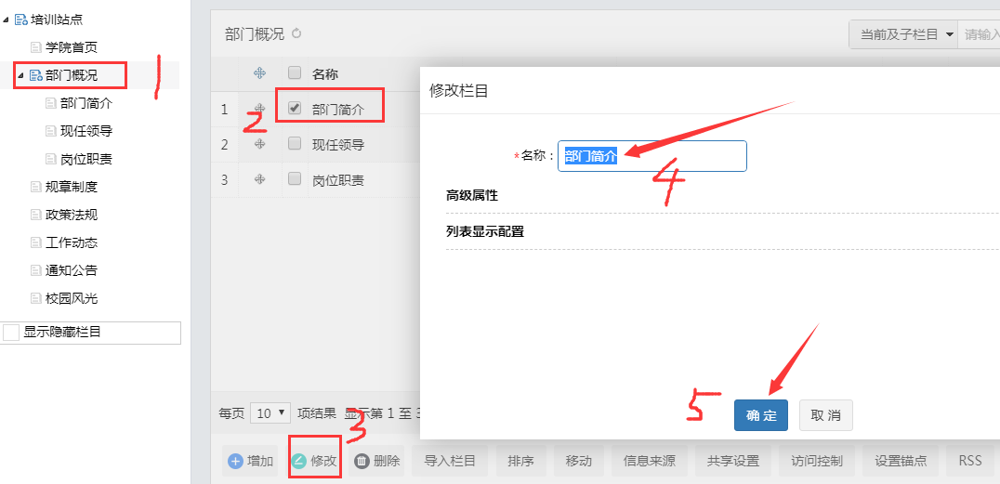 培训站点
学院首页
部门概况
部门简介
现任领导
岗位职责
规章制度
政策法规
工作动态
通知公告
校园风光
显示隐藏栏目
1
部门概况
当前及子栏目 请输入
名称
1 部门简介
2 现任领导
3 岗位职责
2
修改栏目
*名称： 部门简介
4
高级属性
列表显示配置
5
确 定 取 消
每页 10 项结果 显示第 1 至 3
3
增加 修改 删除 导入栏目 排序 移动 信息来源 共享设置 访问控制 设置锚点 RSS